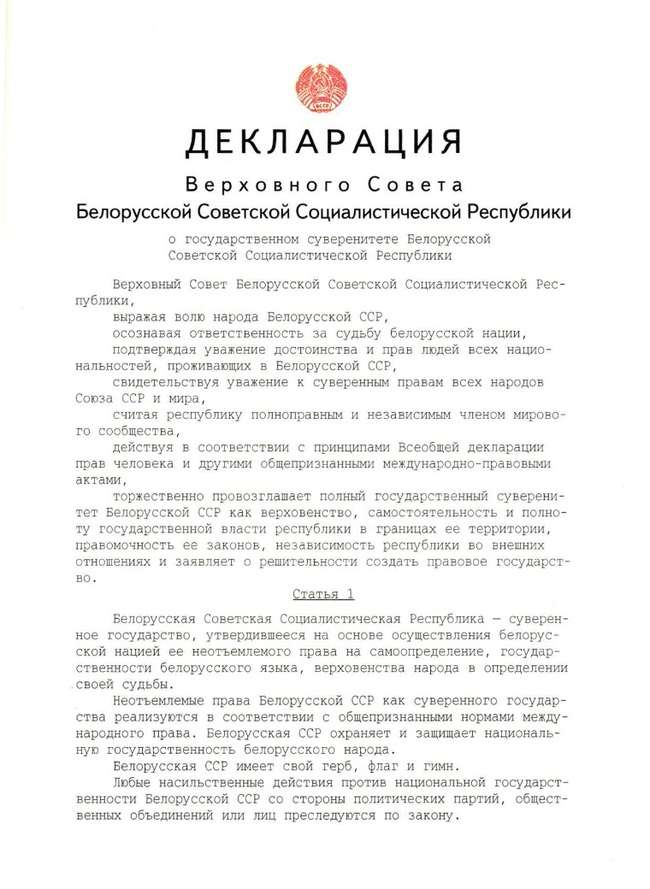 БССР
ДЕКЛАРАЦИЯ
Верховного Совета
Белорусской Советской Социалистической Республики
о государственном суверенитете Белорусской
Советской Социалистической Республики
Верховный Совет Белорусской Советской Социалистической Рес-
публики,
выражая волю народа Белорусской ССР,
осознавая ответственность за судьбу белорусской нации,
подтверждая уважение достоинства и прав людей всех нацио-
нальностей, проживающих в Белорусской ССР,
свидетельствуя уважение к суверенным правам всех народов
Союза ССР и мира,
считая республику полноправным и независимым членом мирово-
го сообщества,
действуя в соответствии с принципами Всеобщей декларации
прав человека и другими общепризнанными международно-правовыми
актами,
торжественно провозглашает полный государственный суверени-
тет Белорусской ССР как верховенство, самостоятельность и полно-
ту государственной власти республики в границах ее территории,
правомочность ее законов, независимость республики во внешних
отношениях и заявляет о решительности создать правовое государст-
во.
Статья 1
Белорусская Советская Социалистическая Республика — суверен-
ное государство, утвердившееся на основе осуществления белорус-
ской нацией ее неотъемлемого права на самоопределение, государ-
ственности белорусского языка, верховенства народа в определении
своей судьбы.
Неотъемлемые права Белорусской ССР как суверенного государ-
ства реализуются в соответствии с общепризнанными нормами между-
народного права. Белорусская ССР охраняет и защищает националь-
ную государственность белорусского народа.
Белорусская ССР имеет свой герб, флаг и гимн.
Любые насильственные действия против национальной государст-
венности Белорусской ССР со стороны политических партий, общест-
венных объединений или лиц преследуются по закону.